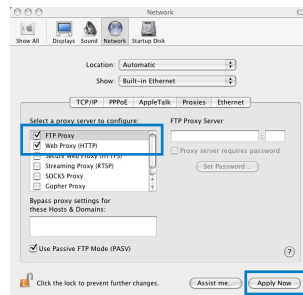 Network
Show All Displays Sound Network Startup Disk
Location: Automatic
Show: Built-in Ethernet
TCP/IP PPPoE AppleTalk Proxies Ethernet
Select a proxy server to configure: FTP Proxy Server
FTP Proxy :
Web Proxy (HTTP)
Secure Web Proxy (HTTPS) Proxy server requires password
Streaming Proxy (RTSP) Set Password...
SOCKS Proxy
Gopher Proxy
Bypass proxy settings for
these Hosts & Domains:
Use Passive FTP Mode (PASV) ?
Click the lock to prevent further changes. Assist me... Apply Now